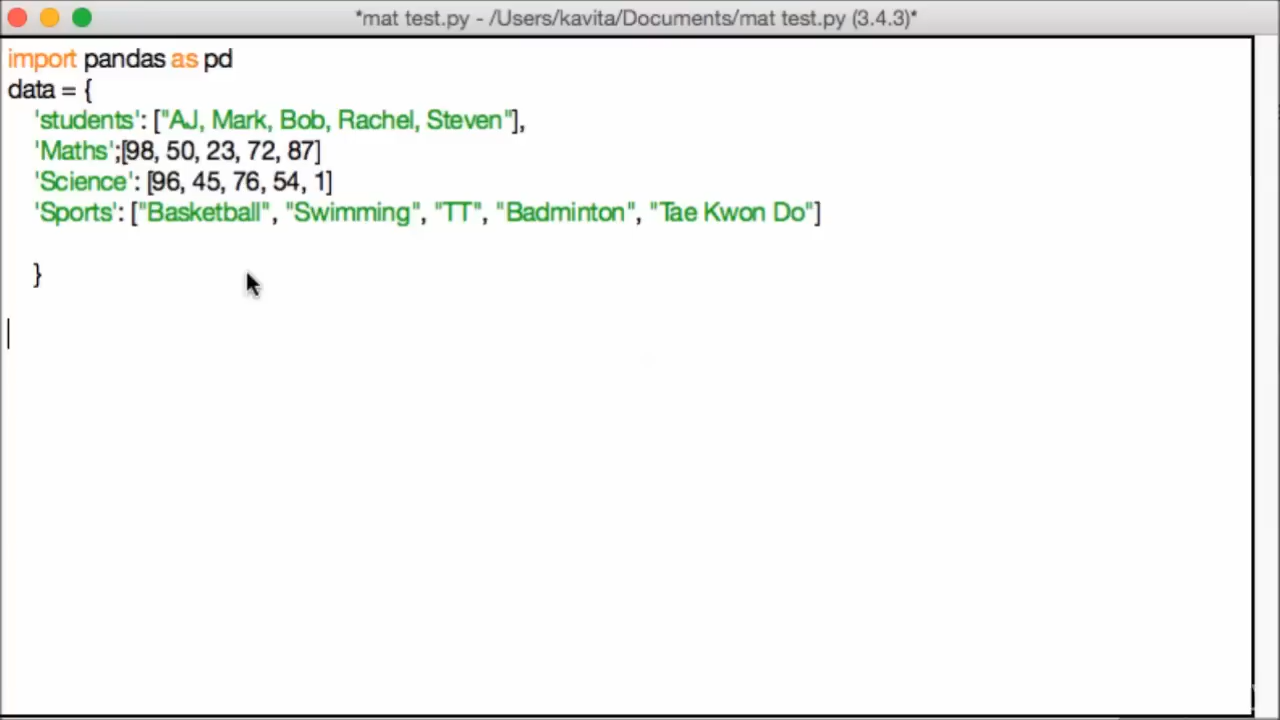 *mat test.py - /Users/kavita/Documents/mat test.py (3.4.3)*
import pandas as pd
data = {
'students': ["AJ, Mark, Bob, Rachel, Steven"],
'Maths';[98, 50, 23, 72, 87]
'Science': [96, 45, 76, 54, 1]
'Sports': ["Basketball", "Swimming", "TT", "Badminton", "Tae Kwon Do"]
}